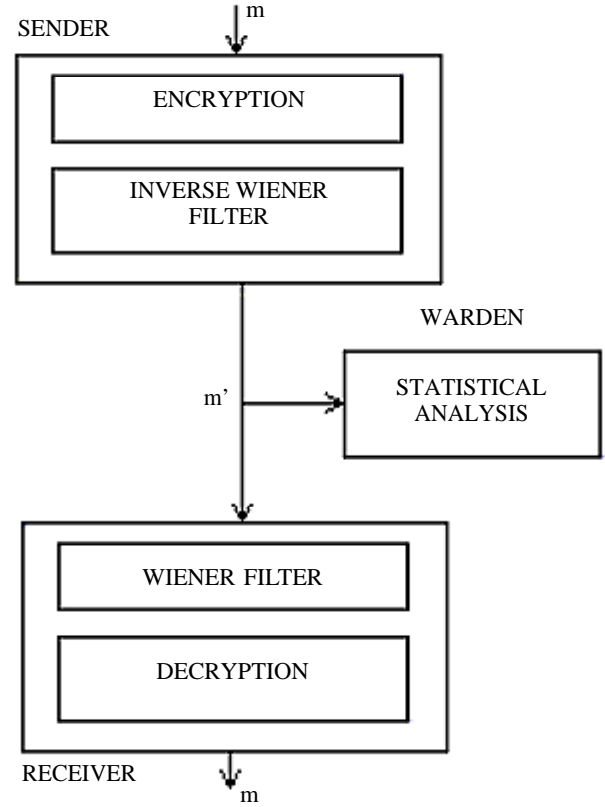 m
SENDER
ENCRYPTION
INVERSE WIENER
FILTER
WARDEN
STATISTICAL
ANALYSIS
m’
WIENER FILTER
DECRYPTION
RECEIVER
m